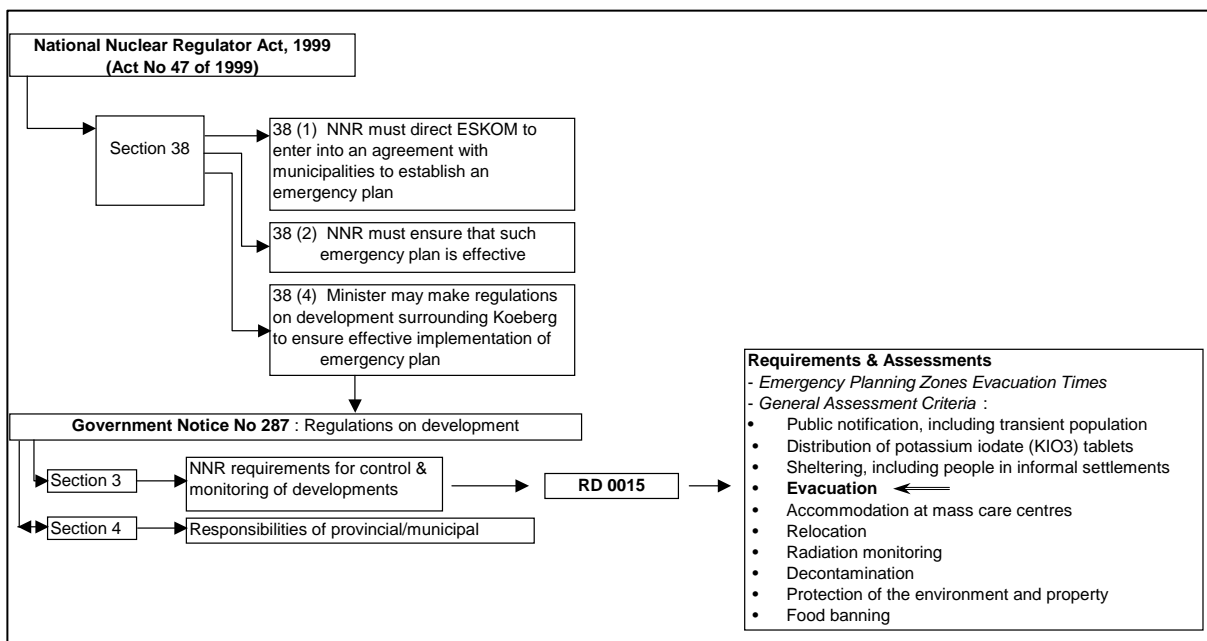 National Nuclear Regulator Act, 1999
(Act No 47 of 1999)
Section 38
38 (1) NNR must direct ESKOM to
enter into an agreement with
municipalities to establish an
emergency plan
38 (2) NNR must ensure that such
emergency plan is effective
38 (4) Minister may make regulations
on development surrounding Koeberg
to ensure effective implementation of
emergency plan
Government Notice No 287 : Regulations on development
Section 3
NNR requirements for control &
monitoring of developments
RD 0015
Section 4
Responsibilities of provincial/municipal
Requirements & Assessments
- Emergency Planning Zones Evacuation Times
- General Assessment Criteria :
• Public notification, including transient population
• Distribution of potassium iodate (KIO3) tablets
• Sheltering, including people in informal settlements
• Evacuation
• Accommodation at mass care centres
• Relocation
• Radiation monitoring
• Decontamination
• Protection of the environment and property
• Food banning